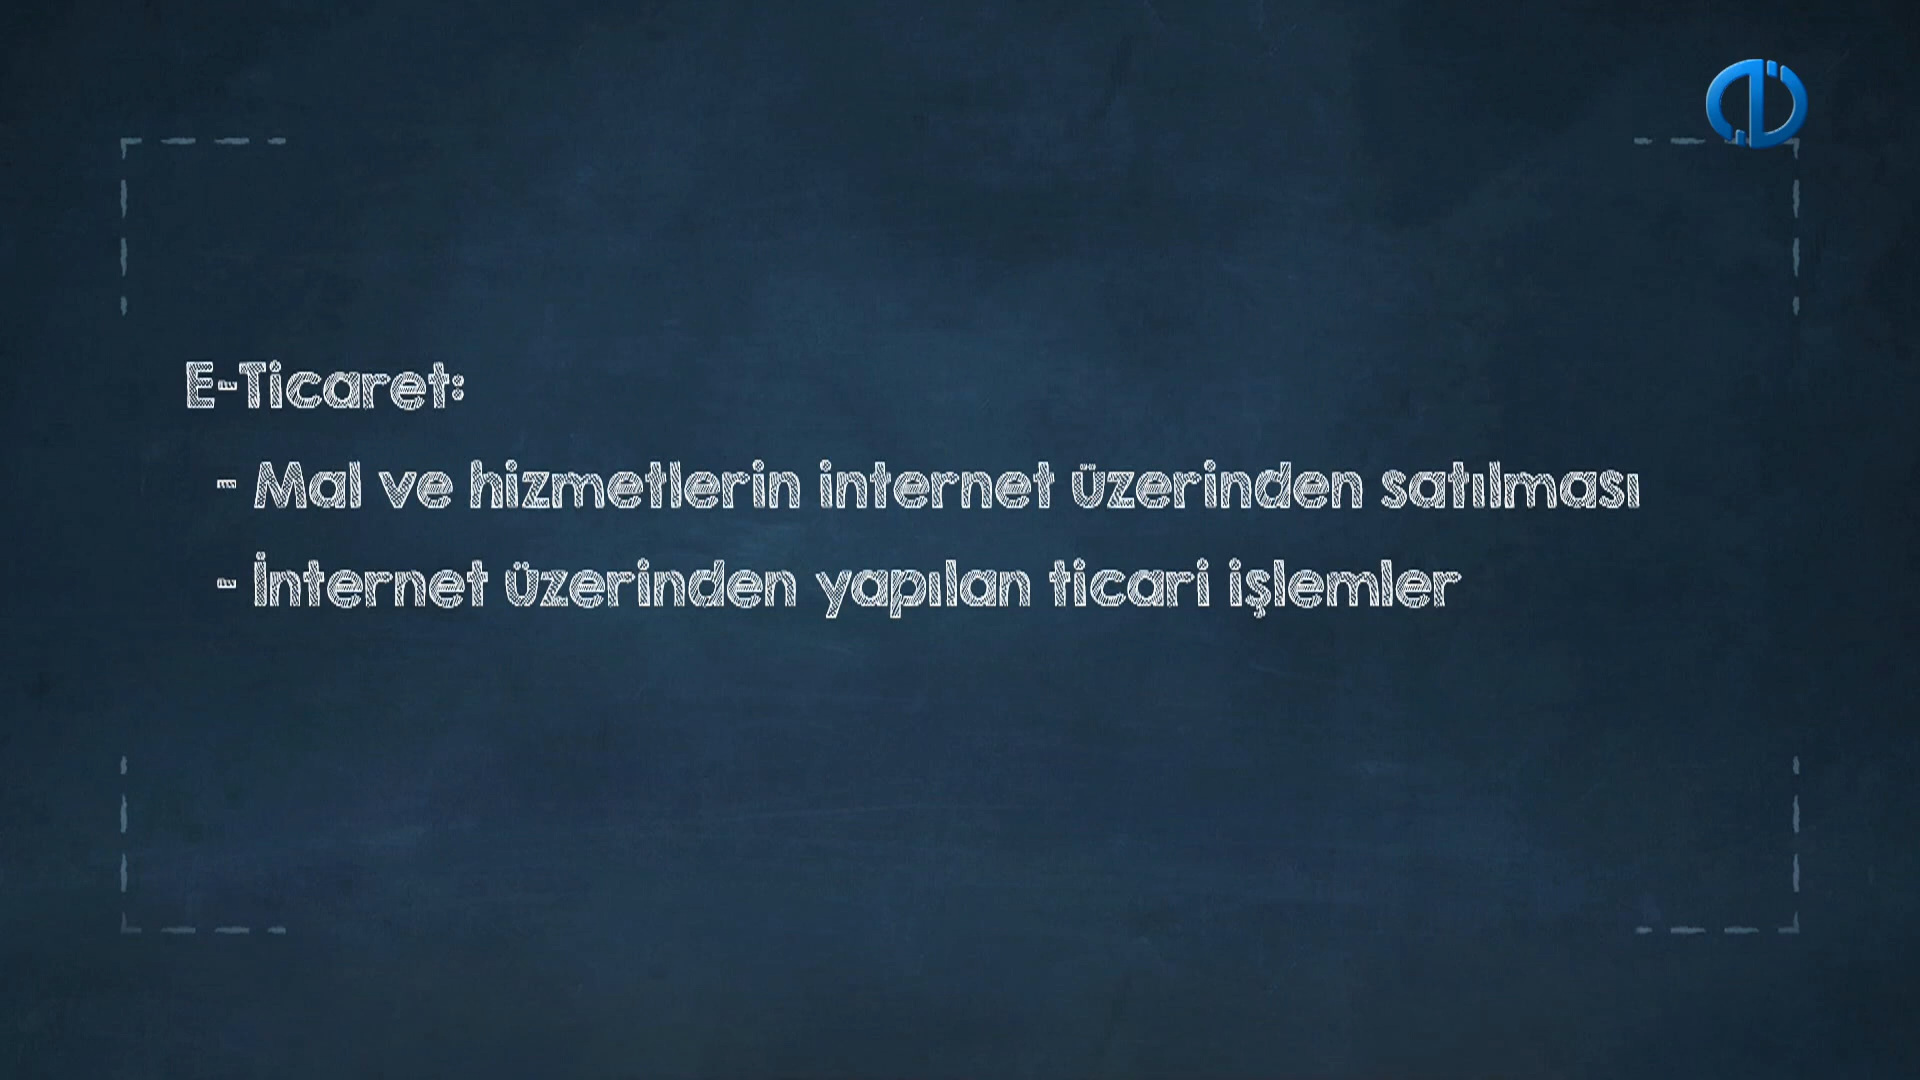 E-Ticaret:
- Mal ve hizmetlerin internet üzerinden satılması
- İnternet üzerinden yapılan ticari işlemler